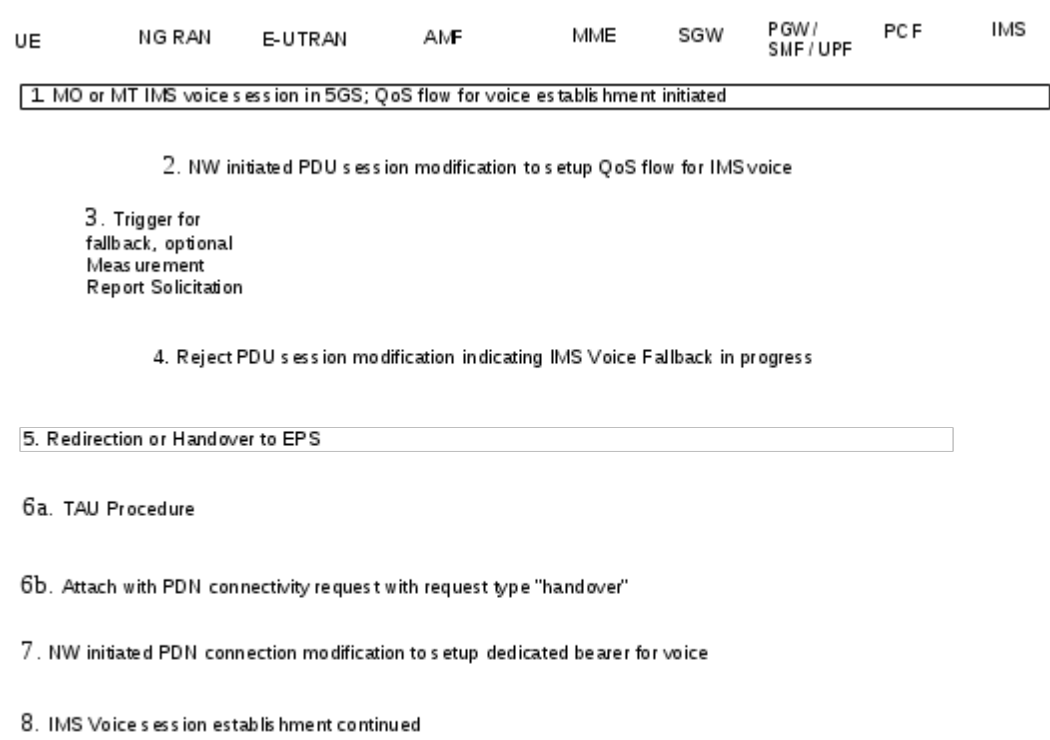 UE NG RAN E-UTRAN AMF MME SGW PGW/ SMF/UPF PCF IMS
1. MO or MT IMS voice session in 5GS; QoS flow for voice establishment initiated
2. NW initiated PDU session modification to setup QoS flow for IMS voice
3. Trigger for
fallback, optional
Measurement
Report Solicitation
4. Reject PDU session modification indicating IMS Voice Fallback in progress
5. Redirection or Handover to EPS
6a. TAU Procedure
6b. Attach with PDN connectivity request with request type "handover"
7. NW initiated PDN connection modification to setup dedicated bearer for voice
8. IMS Voice session establishment continued